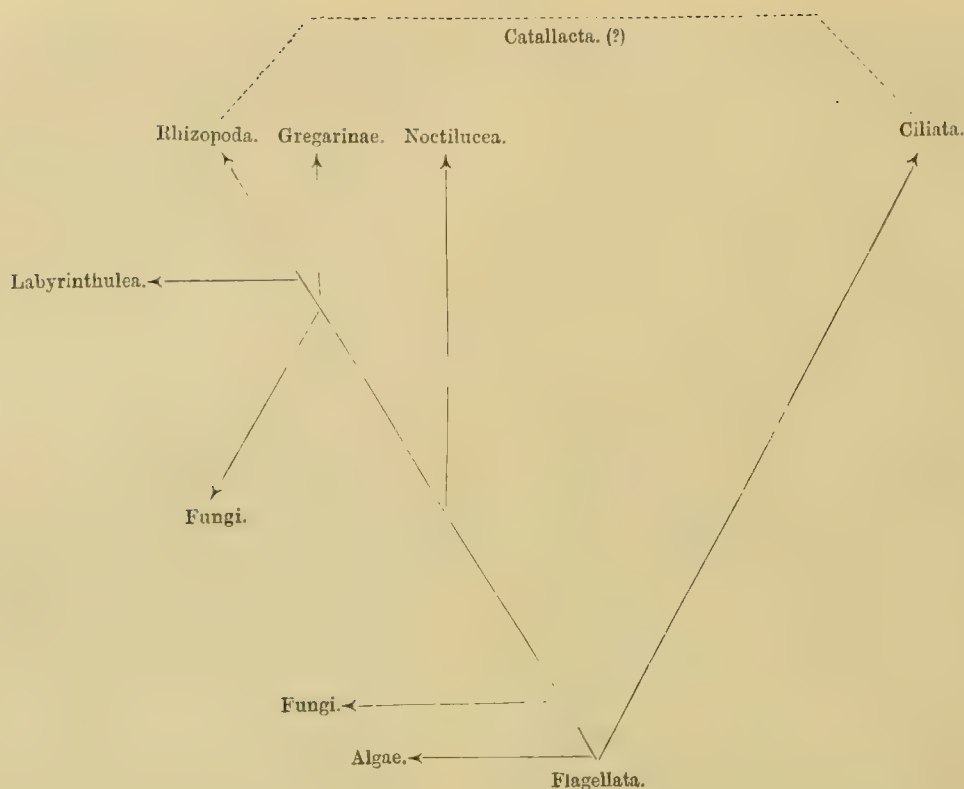 Catallacta. (?)
Rhizopoda. Gregarinae. Noctilucea. Ciliata.
Labyrinthulea.
Fungi.
Fungi.
Algae.
Flagellata.